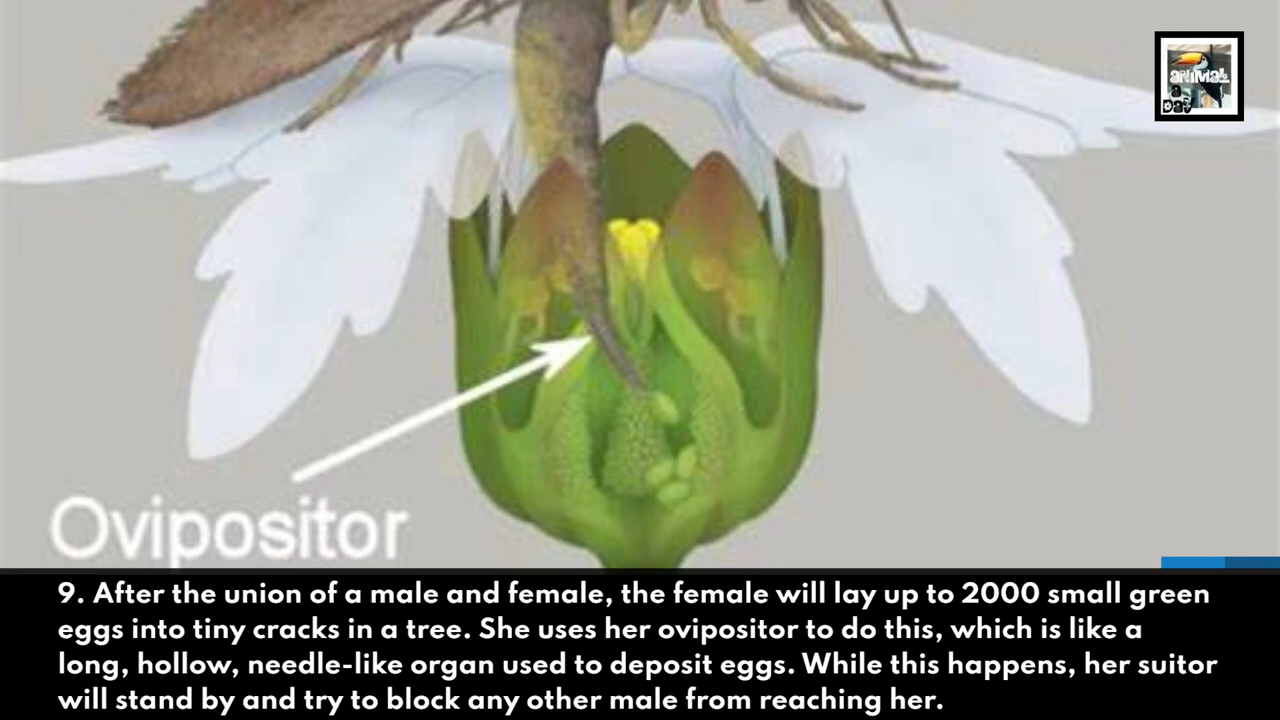 ANIMAL
a
DAY
Ovipositor
9. After the union of a male and female, the female will lay up to 2000 small green
eggs into tiny cracks in a tree. She uses her ovipositor to do this, which is like a
long, hollow, needle-like organ used to deposit eggs. While this happens, her suitor
will stand by and try to block any other male from reaching her.